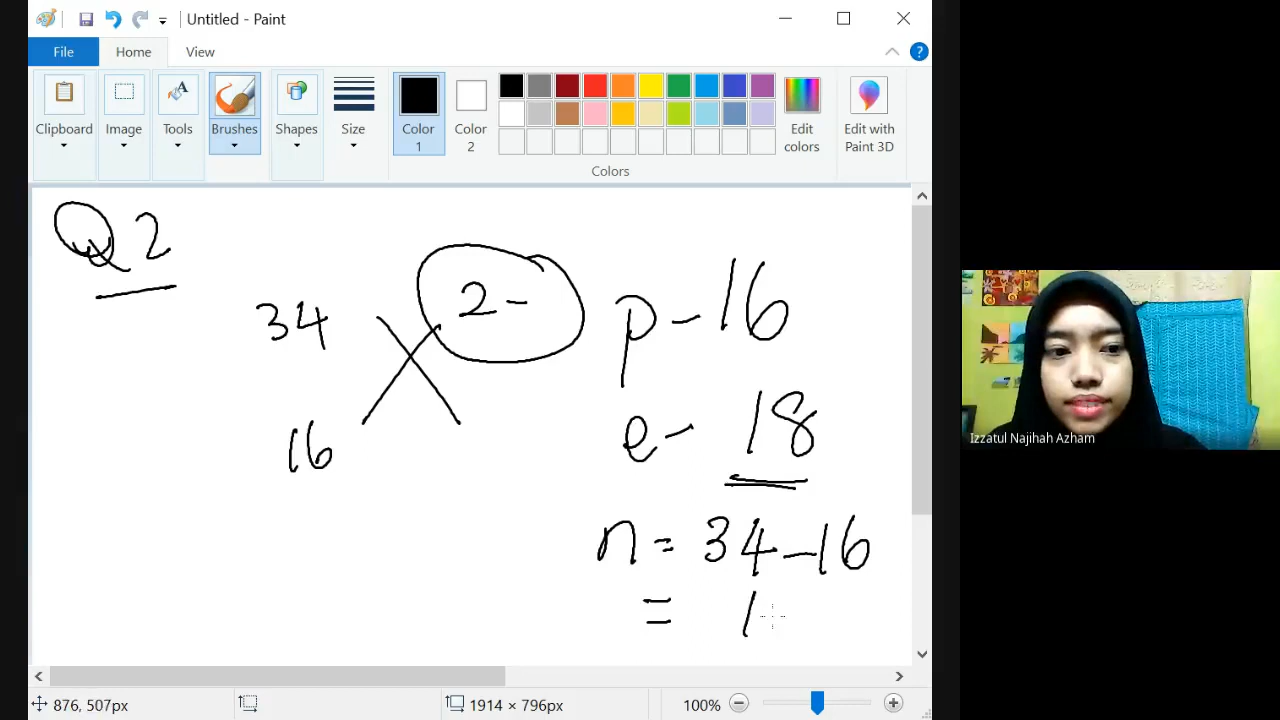 Untitled - Paint
File Home View
Clipboard
Image
Tools
Brushes
Shapes
Size
Color 1
Color 2
Edit colors
Edit with Paint 3D
Colors
Q2
34 X 2-
16
p - 16
e - 18
n = 34 - 16
= 1
Izzatul Najihah Azham
876, 507px
1914 × 796px
100%